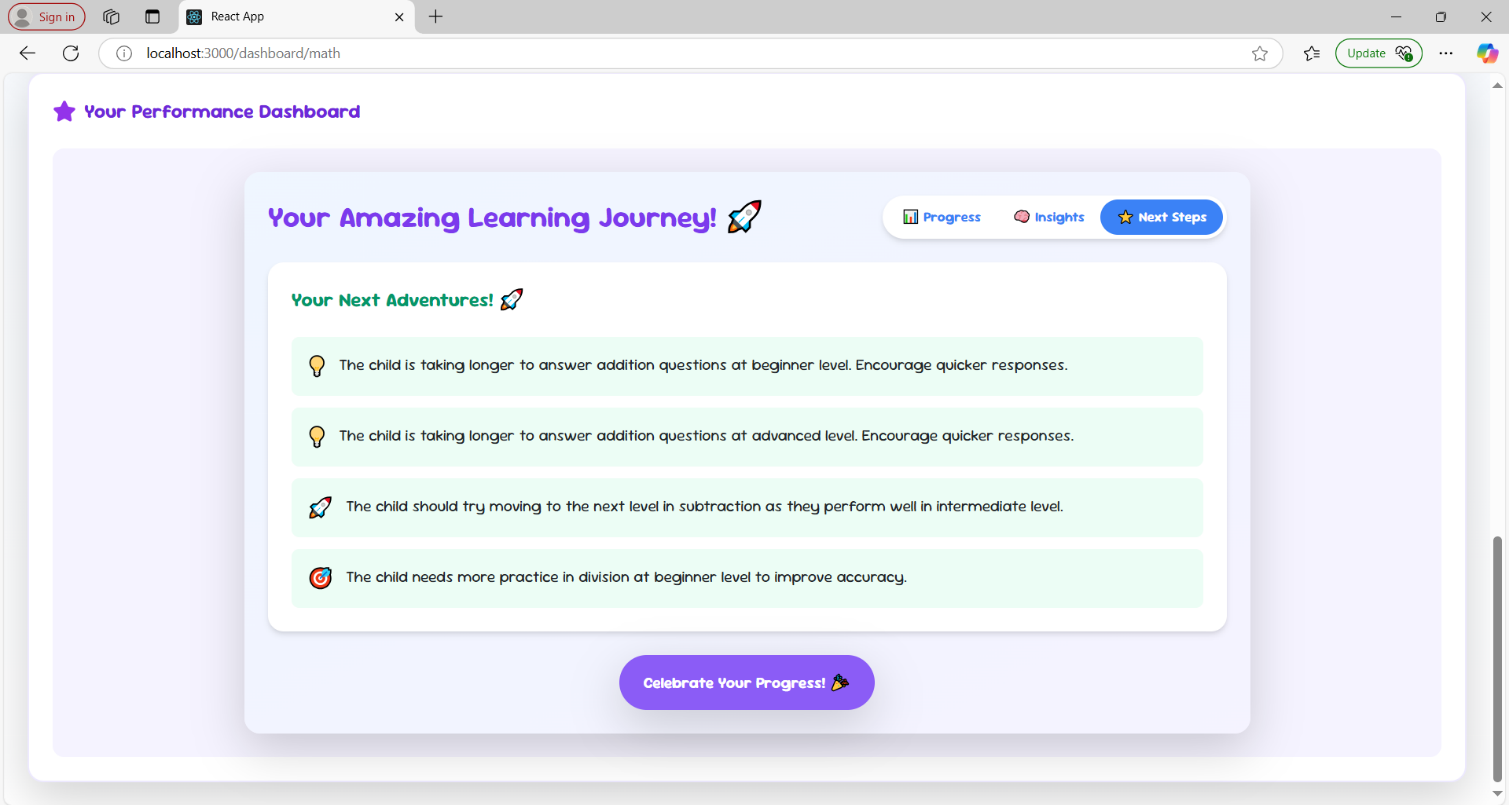 Sign in
React App
localhost:3000/dashboard/math
Update
Your Performance Dashboard
Your Amazing Learning Journey! 🚀
📊 Progress
🧠 Insights
⭐ Next Steps
Your Next Adventures! 🚀
💡 The child is taking longer to answer addition questions at beginner level. Encourage quicker responses.
💡 The child is taking longer to answer addition questions at advanced level. Encourage quicker responses.
🚀 The child should try moving to the next level in subtraction as they perform well in intermediate level.
🎯 The child needs more practice in division at beginner level to improve accuracy.
Celebrate Your Progress! 🎉